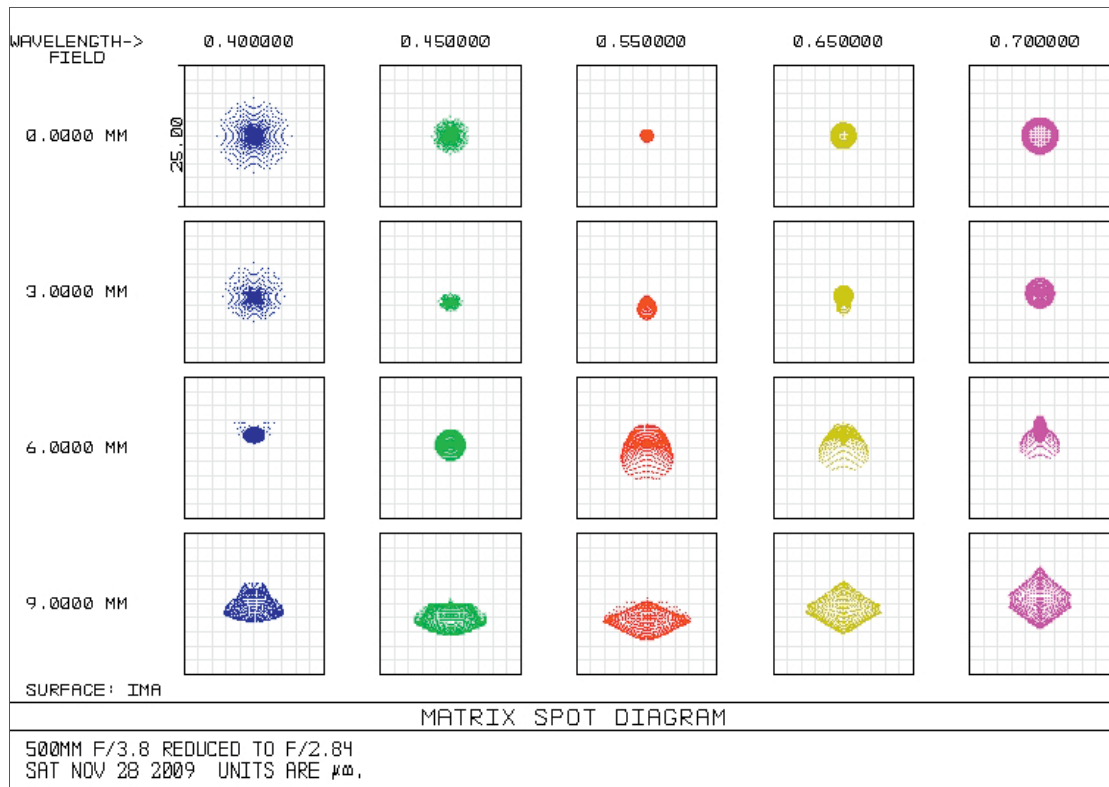 WAVELENGTH-> 0.400000 0.450000 0.550000 0.650000 0.700000
FIELD
0.0000 MM
25.00
3.0000 MM
6.0000 MM
9.0000 MM
SURFACE: IMA
MATRIX SPOT DIAGRAM
500MM F/3.8 REDUCED TO F/2.84
SAT NOV 28 2009 UNITS ARE µm.